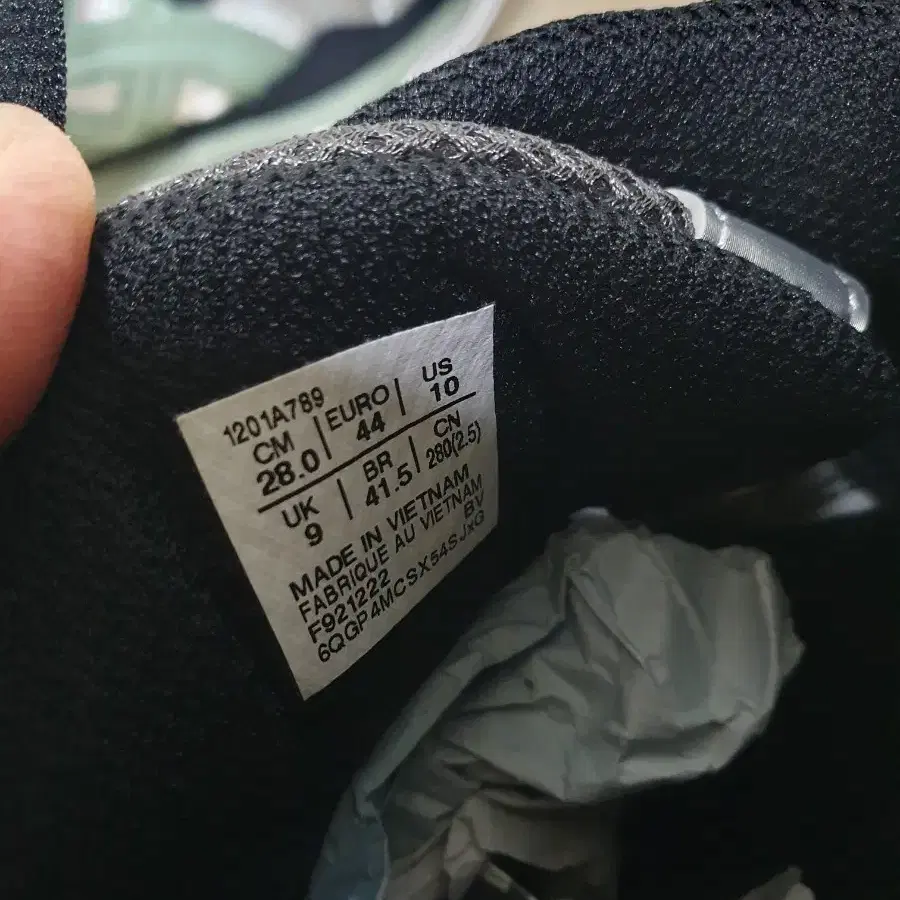 1201A789
CM | EURO | US
28.0 44 10
UK | BR | CN
9 41.5 280(2.5)
MADE IN VIETNAM
FABRIQUE AU VIETNAM
F921222 BV
6QGP4MCSX54SJxG